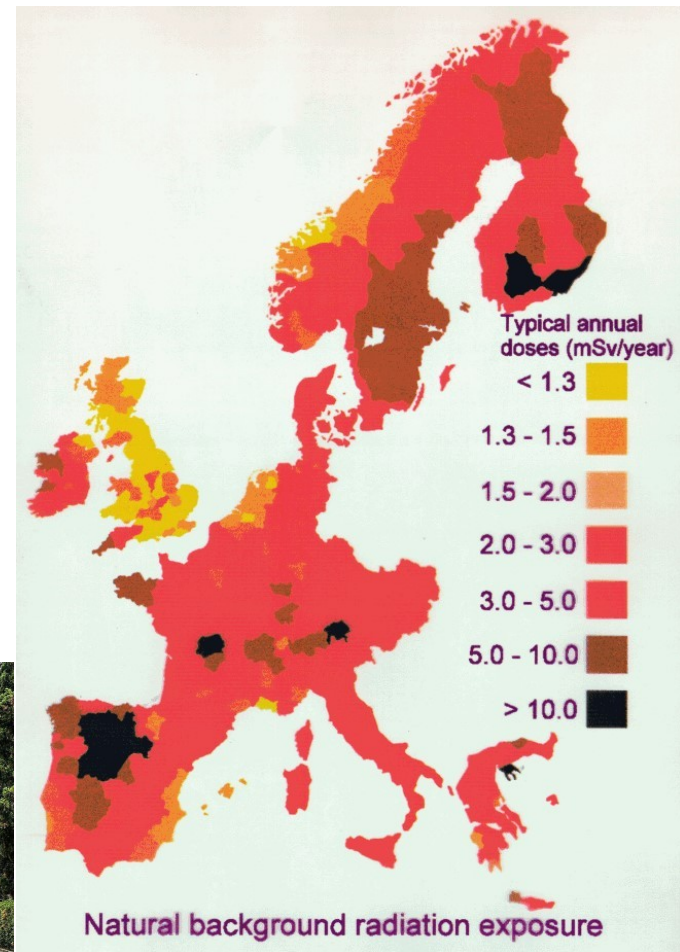 Typical annual
doses (mSv/year)
< 1.3
1.3 - 1.5
1.5 - 2.0
2.0 - 3.0
3.0 - 5.0
5.0 - 10.0
> 10.0
Natural background radiation exposure